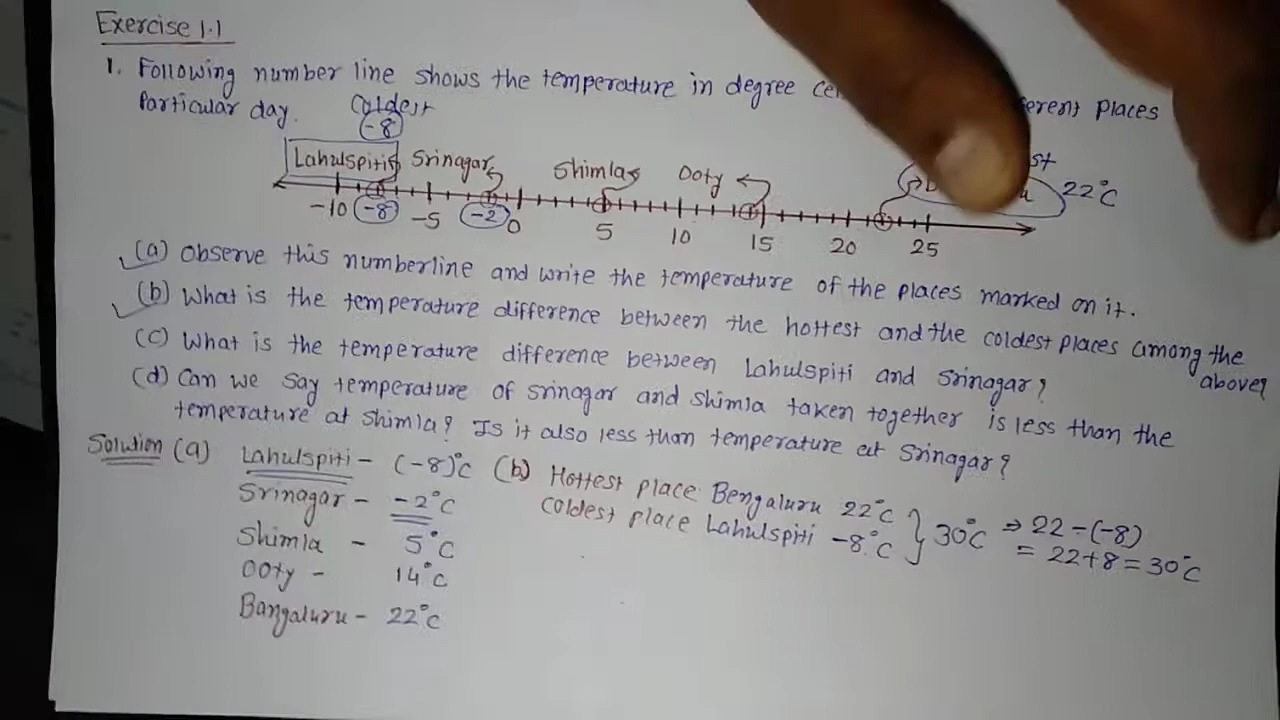 Exercise 1.1
1. Following number line shows the temperature in degree ce erent places
Particular day.
Coldest
(-8)
Lahulspiti Srinagar Shimla Ooty st
22°C
-10 (-8) -5 (-2) 0 5 10 15 20 25
(a) Observe this numberline and write the temperature of the places marked on it.
(b) What is the temperature difference between the hottest and the coldest places among the above?
(c) What is the temperature difference between Lahulspiti and Srinagar?
(d) Can we say temperature of Srinagar and Shimla taken together is less than the
temperature at Shimla? Is it also less than temperature at Srinagar?
Solution (a) Lahulspiti - (-8)°C
Srinagar - -2°C
Shimla - 5°C
Ooty - 14°C
Bangaluru - 22°C
(b) Hottest place Bengaluru 22°C
Coldest place Lahulspiti -8°C } 30°C ⇒ 22-(-8)
= 22+8 = 30°C